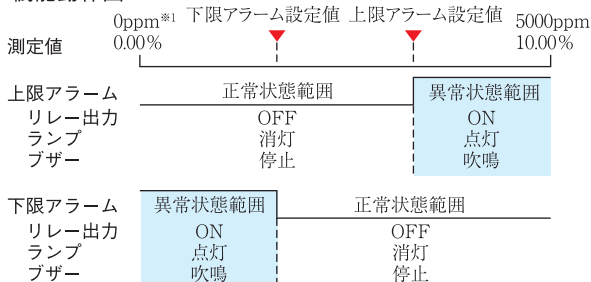 0ppm※1 下限アラーム設定値 上限アラーム設定値 5000ppm
測定値 0.00% 10.00%
上限アラーム 正常状態範囲 異常状態範囲
リレー出力 OFF ON
ランプ 消灯 点灯
ブザー 停止 吹鳴
下限アラーム 異常状態範囲 正常状態範囲
リレー出力 ON OFF
ランプ 点灯 消灯
ブザー 吹鳴 停止